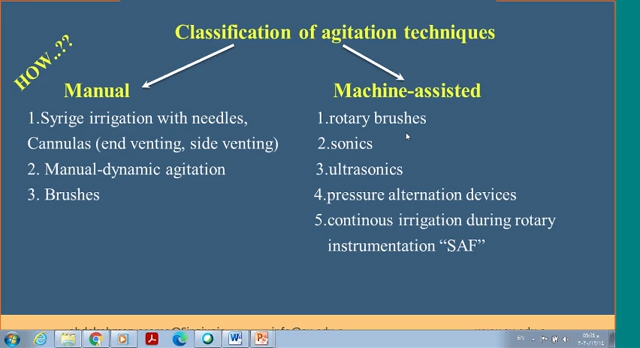 Classification of agitation techniques
HOW..??
Manual
1.Syrige irrigation with needles,
Cannulas (end venting, side venting)
2. Manual-dynamic agitation
3. Brushes
Machine-assisted
1.rotary brushes
2.sonics
3.ultrasonics
4.pressure alternation devices
5.continous irrigation during rotary
instrumentation “SAF”
EN